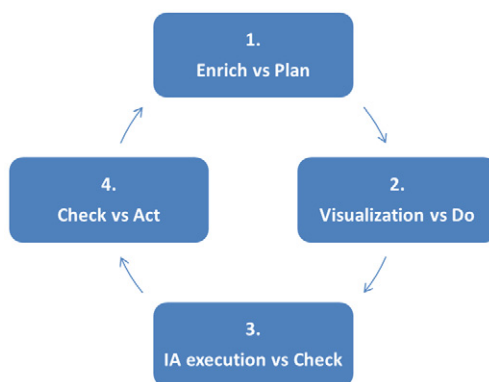 1.
Enrich vs Plan
2.
Visualization vs Do
3.
IA execution vs Check
4.
Check vs Act